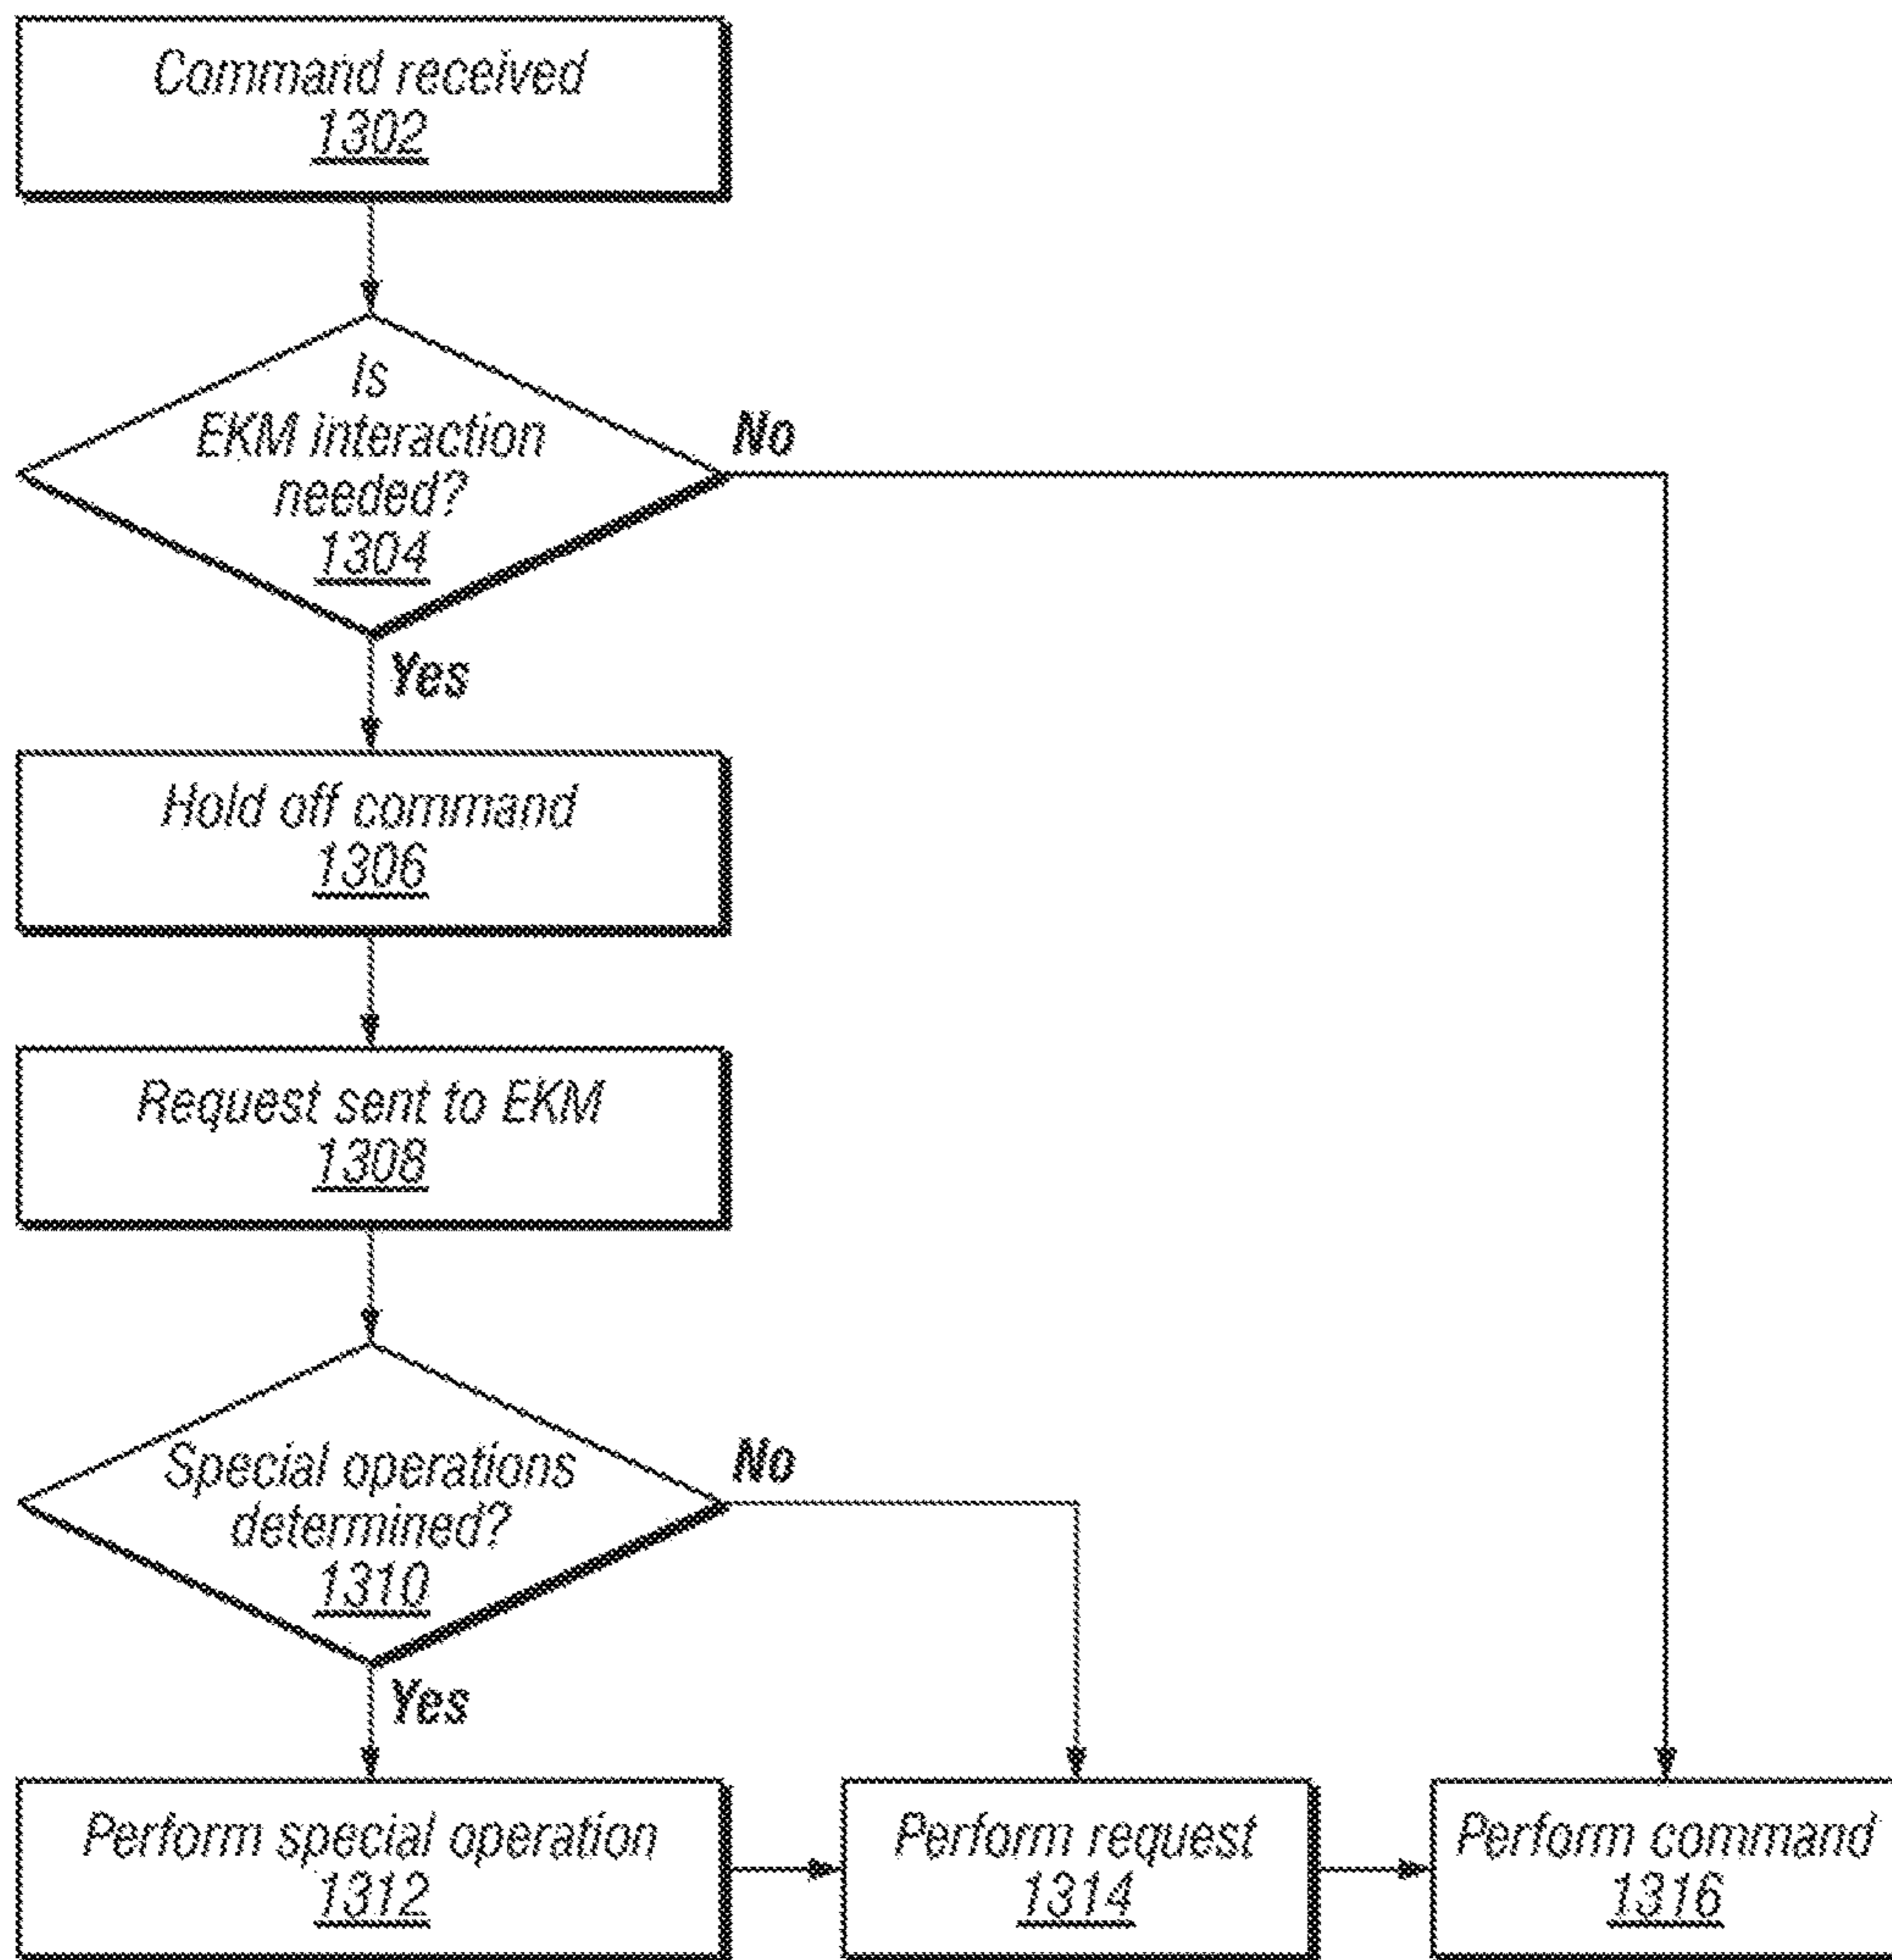 Command received
1302
Is
EKM interaction
needed?
1304
No
Yes
Hold off command
1306
Request sent to EKM
1308
Special operations
determined?
1310
No
Yes
Perform special operation
1312
Perform request
1314
Perform command
1316